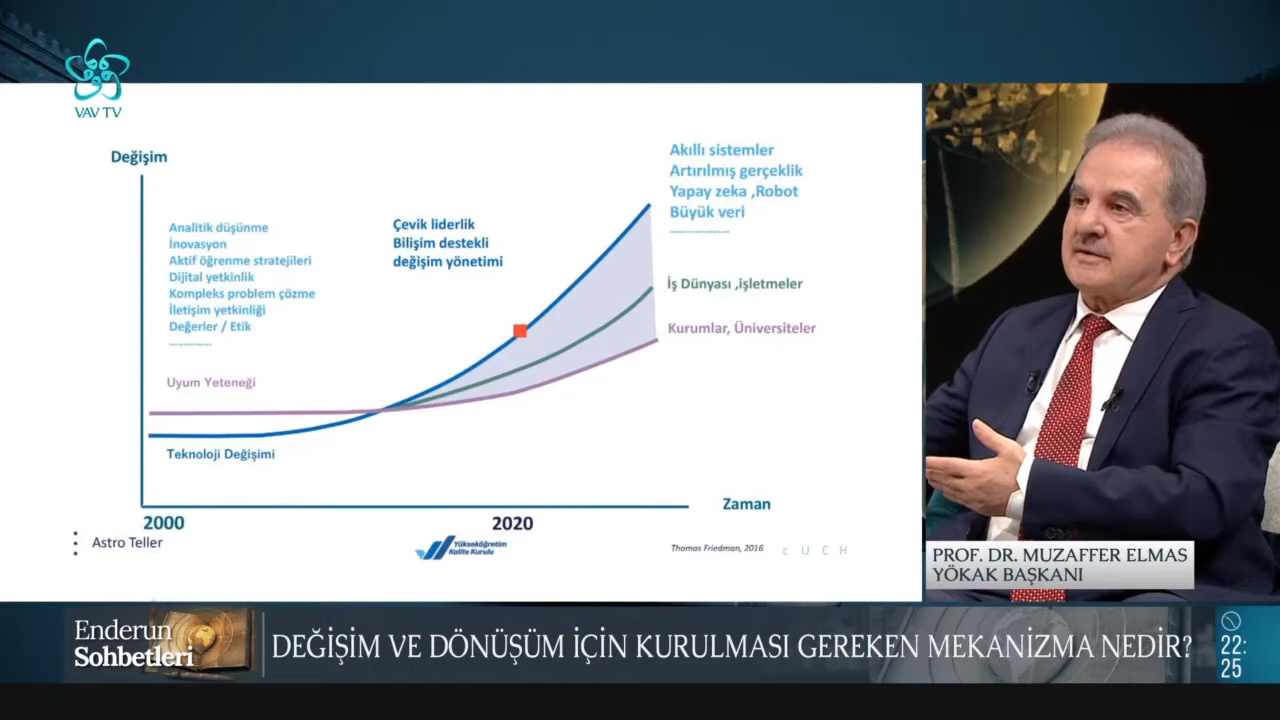 VAV TV
Değişim
Akıllı sistemler
Artırılmış gerçeklik
Yapay zeka ,Robot
Büyük veri
.....................
Analitik düşünme
İnovasyon
Aktif öğrenme stratejileri
Dijital yetkinlik
Kompleks problem çözme
İletişim yetkinliği
Değerler / Etik
...............
Çevik liderlik
Bilişim destekli
değişim yönetimi
İş Dünyası ,işletmeler
Kurumlar, Üniversiteler
Uyum Yeteneği
Teknoloji Değişimi
Zaman
2000
2020
Astro Teller
Yükseköğretim
Kalite Kurulu
Thomas Friedman, 2016
c U C H
PROF. DR. MUZAFFER ELMAS
YÖKAK BAŞKANI
Enderun
Sohbetleri
DEĞİŞİM VE DÖNÜŞÜM İÇİN KURULMASI GEREKEN MEKANİZMA NEDİR?
22:
25